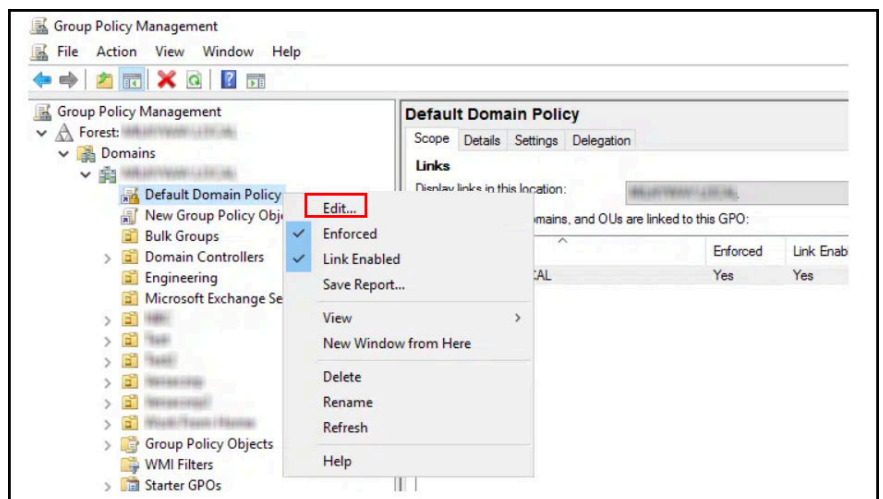 Group Policy Management
File Action View Window Help
Group Policy Management
Forest:
Domains
Default Domain Policy
New Group Policy Obj
Bulk Groups
Domain Controllers
Engineering
Microsoft Exchange Se
Group Policy Objects
WMI Filters
Starter GPOs
Edit...
Enforced
Link Enabled
Save Report...
View
New Window from Here
Delete
Rename
Refresh
Help
Default Domain Policy
Scope Details Settings Delegation
Links
Display links in this location:
omains, and OUs are linked to this GPO:
Enforced Link Enab
CAL Yes Yes